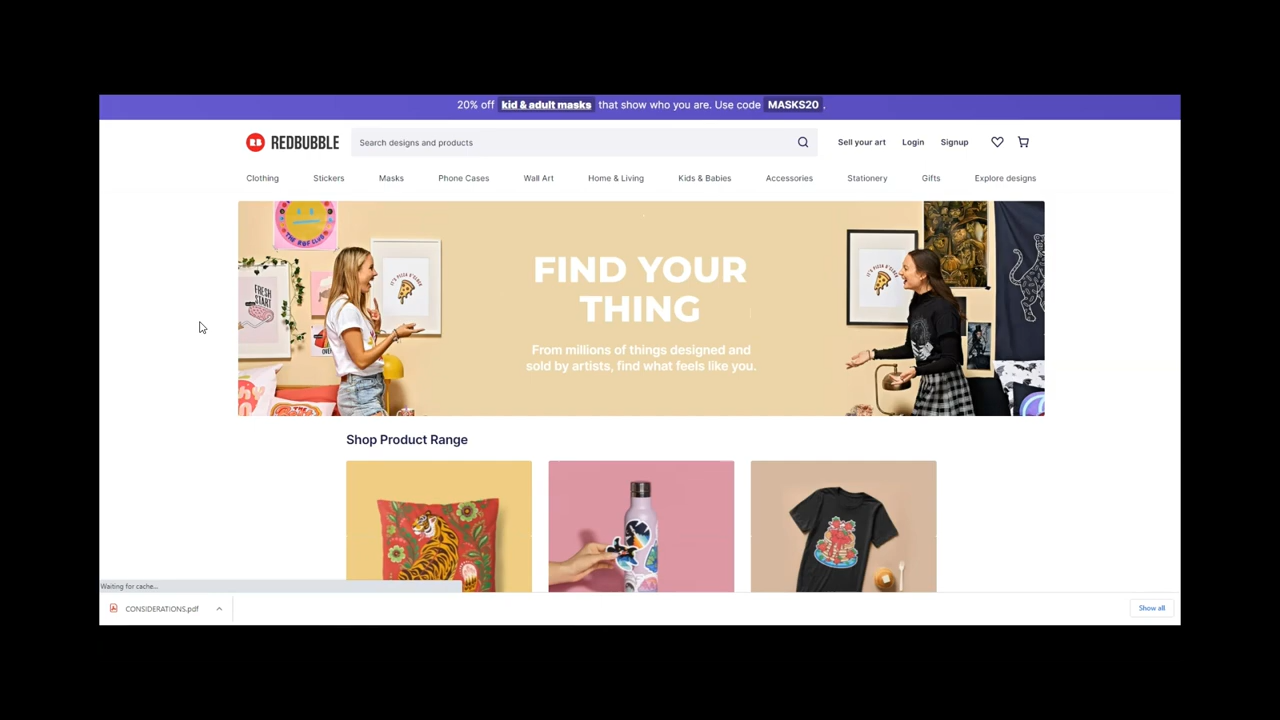 20% off kid & adult masks that show who you are. Use code MASKS20 .
RB REDBUBBLE
Search designs and products
Sell your art
Login
Signup
Clothing
Stickers
Masks
Phone Cases
Wall Art
Home & Living
Kids & Babies
Accessories
Stationery
Gifts
Explore designs
FRESH
START
FIND YOUR
THING
From millions of things designed and
sold by artists, find what feels like you.
Shop Product Range
Waiting for cache...
CONSIDERATIONS.pdf
Show all